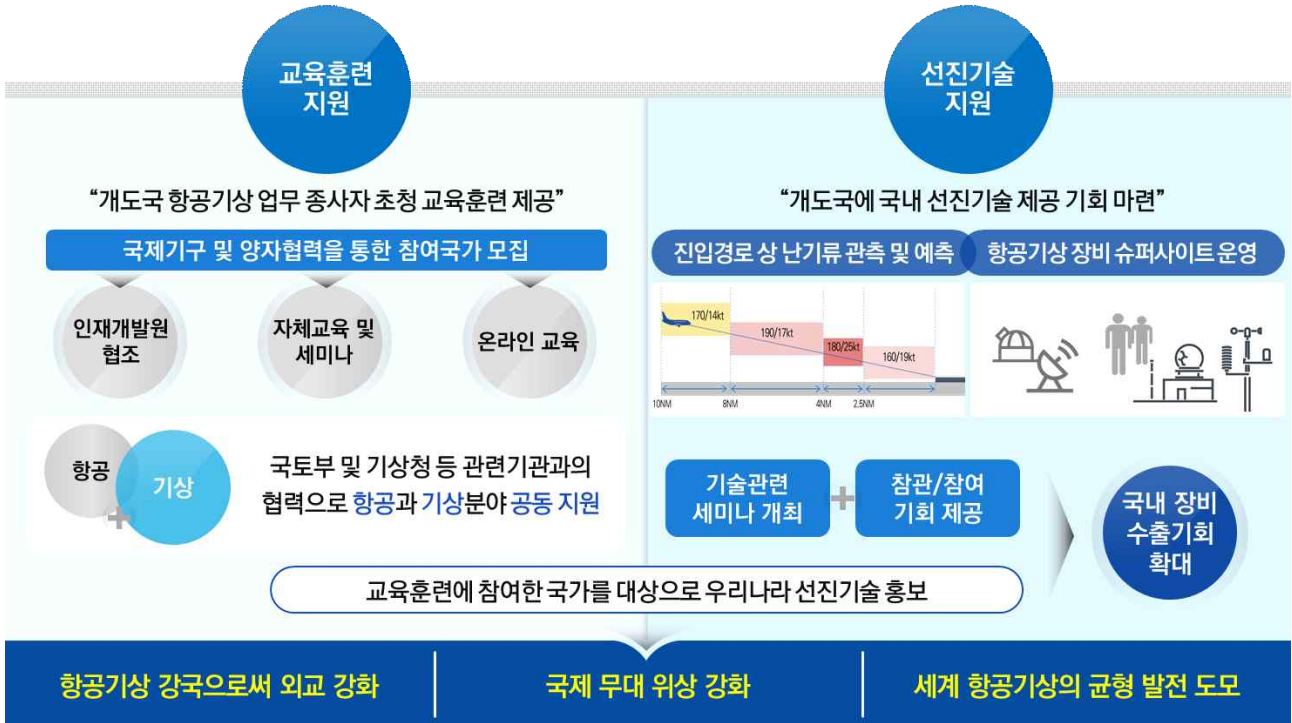 교육훈련
지원
“개도국 항공기상 업무 종사자 초청 교육훈련 제공”
국제기구 및 양자협력을 통한 참여국가 모집
인재개발원
협조
자체교육 및
세미나
온라인 교육
항공
기상
국토부 및 기상청 등 관련기관과의
협력으로 항공과 기상분야 공동 지원
선진기술
지원
“개도국에 국내 선진기술 제공 기회 마련”
진입경로 상 난기류 관측 및 예측
항공기상 장비 슈퍼사이트 운영
170/14kt
190/17kt
180/25kt
160/19kt
10NM
8NM
4NM
2.5NM
기술관련
세미나 개최
참관/참여
기회 제공
국내 장비
수출기회
확대
교육훈련에 참여한 국가를 대상으로 우리나라 선진기술 홍보
항공기상 강국으로써 외교 강화
국제 무대 위상 강화
세계 항공기상의 균형 발전 도모